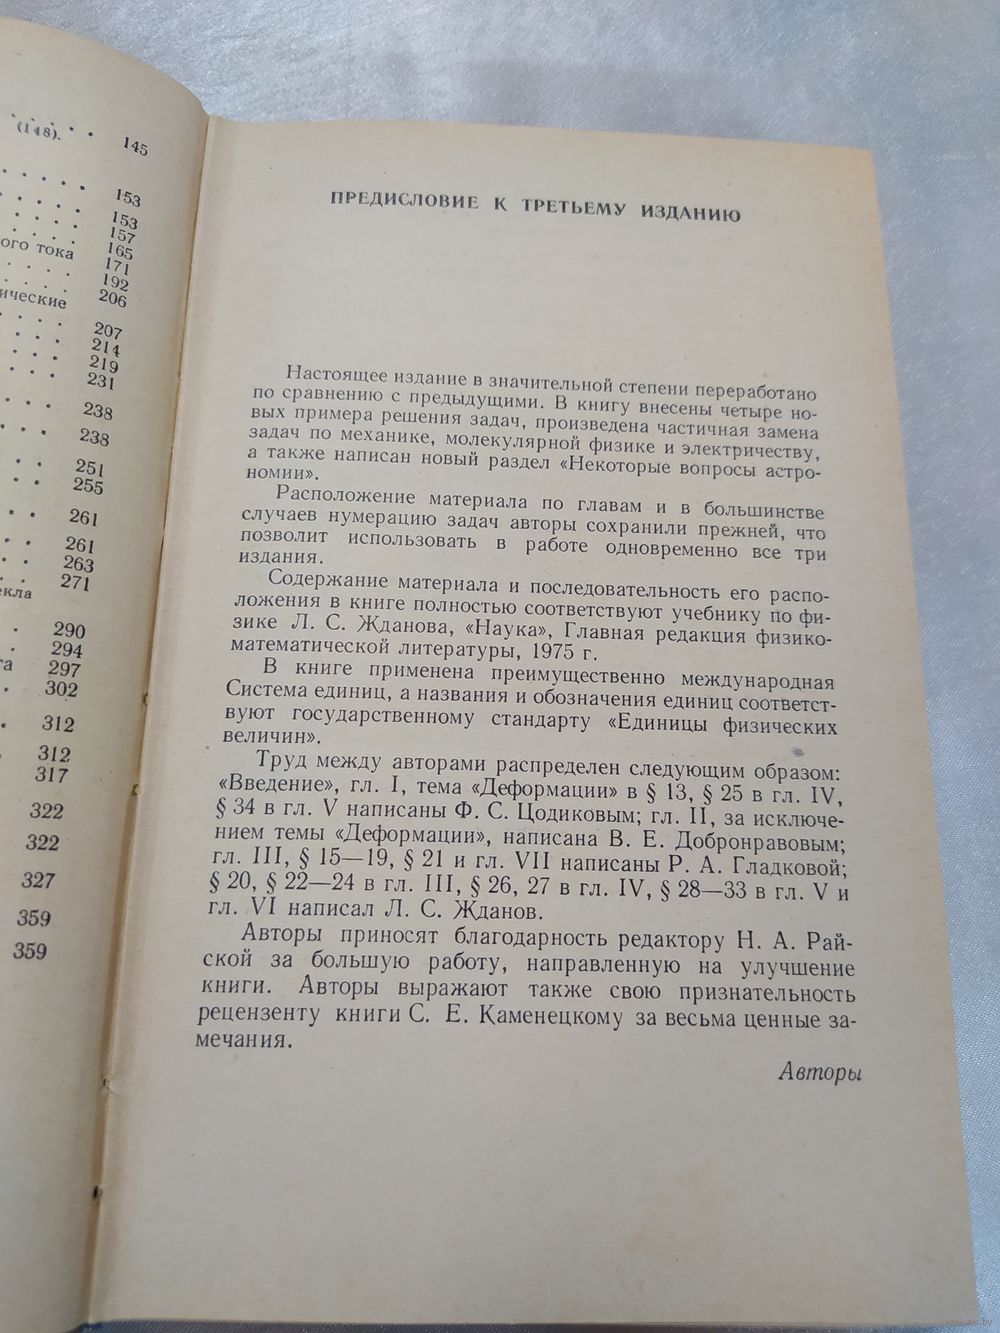 (148). 145
153
153
157
165
ого тока 171
192
ические 206
207
214
219
231
238
238
251
255
261
261
263
271
екла
290
294
297
302
312
312
317
322
322
327
359
359
ПРЕДИСЛОВИЕ К ТРЕТЬЕМУ ИЗДАНИЮ
Настоящее издание в значительной степени переработано
по сравнению с предыдущими. В книгу внесены четыре но-
вых примера решения задач, произведена частичная замена
задач по механике, молекулярной физике и электричеству,
а также написан новый раздел «Некоторые вопросы астро-
номии».
Расположение материала по главам и в большинстве
случаев нумерацию задач авторы сохранили прежней, что
позволит использовать в работе одновременно все три
издания.
Содержание материала и последовательность его распо-
ложения в книге полностью соответствуют учебнику по фи-
зике Л. С. Жданова, «Наука», Главная редакция физико-
математической литературы, 1975 г.
В книге применена преимущественно международная
Система единиц, а названия и обозначения единиц соответст-
вуют государственному стандарту «Единицы физических
величин».
Труд между авторами распределен следующим образом:
«Введение», гл. I, тема «Деформации» в § 13, § 25 в гл. IV,
§ 34 в гл. V написаны Ф. С. Цодиковым; гл. II, за исключе-
нием темы «Деформации», написана В. Е. Добронравовым;
гл. III, § 15—19, § 21 и гл. VII написаны Р. А. Гладковой;
§ 20, § 22—24 в гл. III, § 26, 27 в гл. IV, § 28—33 в гл. V и
гл. VI написал Л. С. Жданов.
Авторы приносят благодарность редактору Н. А. Рай-
ской за большую работу, направленную на улучшение
книги. Авторы выражают также свою признательность
рецензенту книги С. Е. Каменецкому за весьма ценные за-
мечания.
Авторы